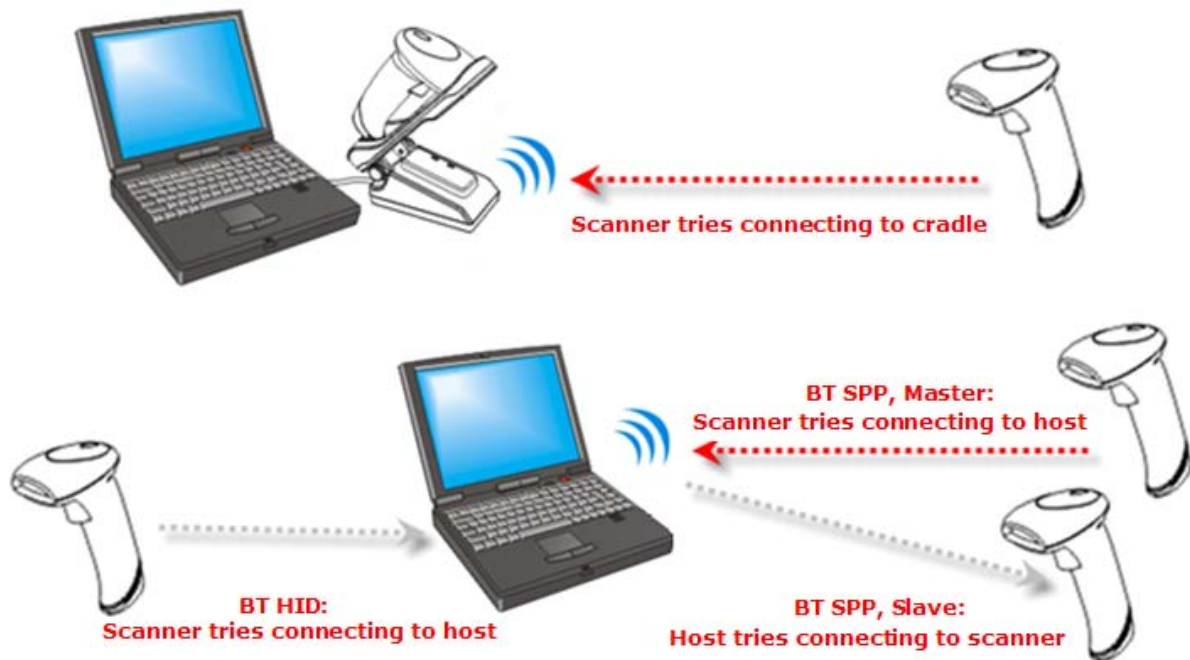 Scanner tries connecting to cradle
BT SPP, Master:
Scanner tries connecting to host
BT HID:
Scanner tries connecting to host
BT SPP, Slave:
Host tries connecting to scanner